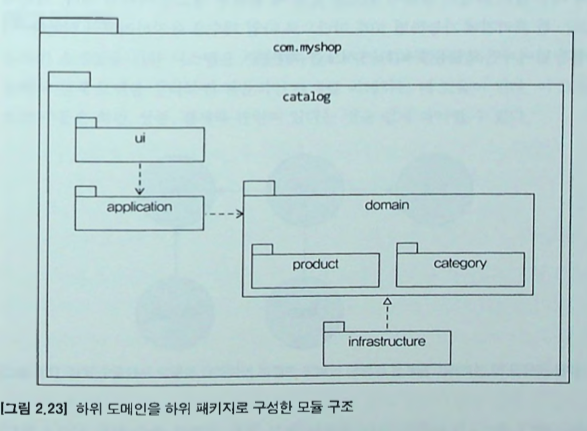 com.myshop
catalog
ui
application
domain
product
category
infrastructure
[그림 2.23] 하위 도메인을 하위 패키지로 구성한 모듈 구조